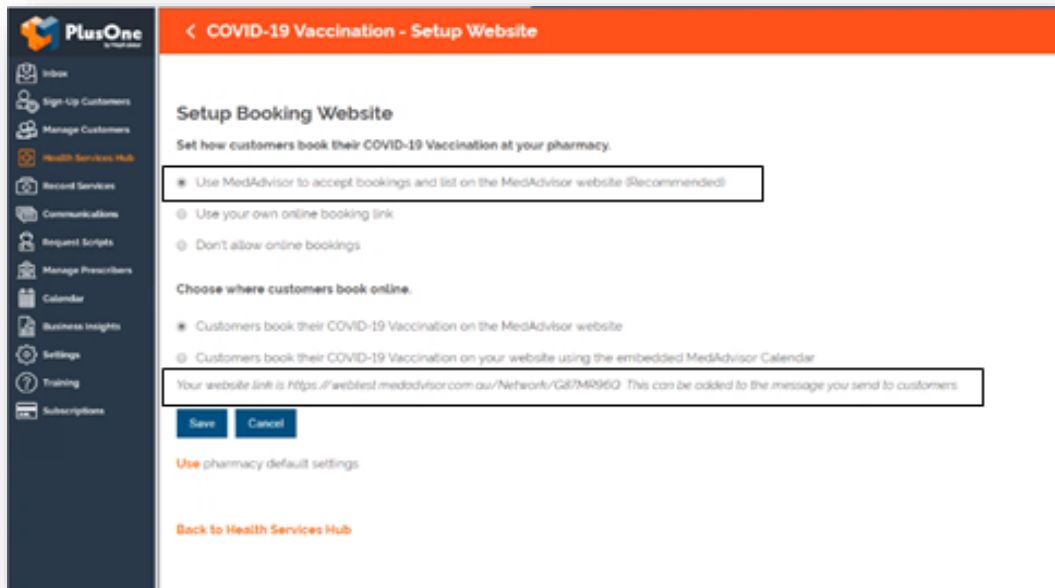 PlusOne
COVID-19 Vaccination - Setup Website
Inbox
Sign-Up Customers
Manage Customers
Health Services Hub
Record Services
Communications
Request Scripts
Manage Prescribers
Calendar
Business Insights
Settings
Training
Subscriptions
Setup Booking Website
Set how customers book their COVID-19 Vaccination at your pharmacy.
Use MedAdvisor to accept bookings and list on the MedAdvisor website (Recommended)
Use your own online booking link
Don't allow online bookings
Choose where customers book online.
Customers book their COVID-19 Vaccination on the MedAdvisor website
Customers book their COVID-19 Vaccination on your website using the embedded MedAdvisor Calendar
Your website link is https://webtest.medadvisor.com.au/Network/G87MR96Q. This can be added to the message you send to customers.
Save Cancel
Use pharmacy default settings
Back to Health Services Hub